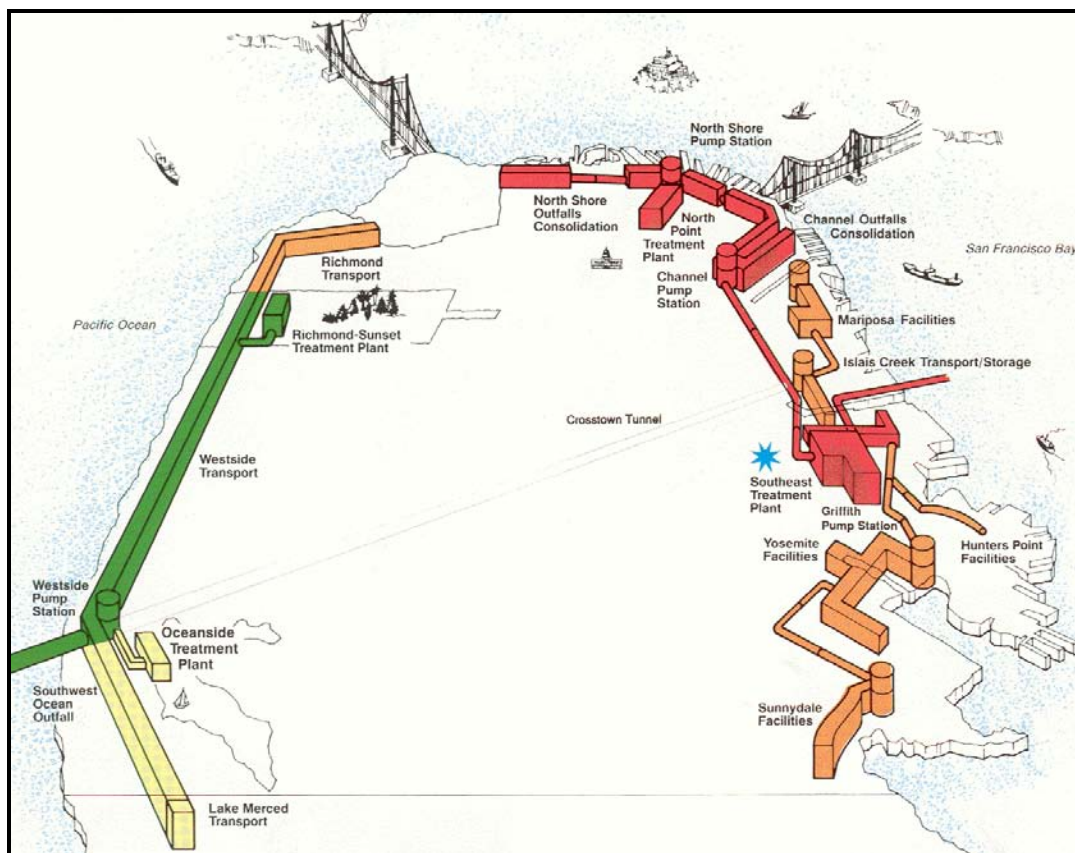 North Shore
Pump Station
North Shore
Outfalls
Consolidation
North
Point
Treatment
Plant
Channel Outfalls
Consolidation
San Francisco Bay
Channel
Pump
Station
Richmond
Transport
Pacific Ocean
Richmond-Sunset
Treatment Plant
Mariposa Facilities
Islais Creek Transport/Storage
Crosstown Tunnel
Westside
Transport
Southeast
Treatment
Plant
Griffith
Pump Station
Yosemite
Facilities
Hunters Point
Facilities
Westside
Pump
Station
Oceanside
Treatment
Plant
Southwest
Ocean
Outfall
Sunnydale
Facilities
Lake Merced
Transport